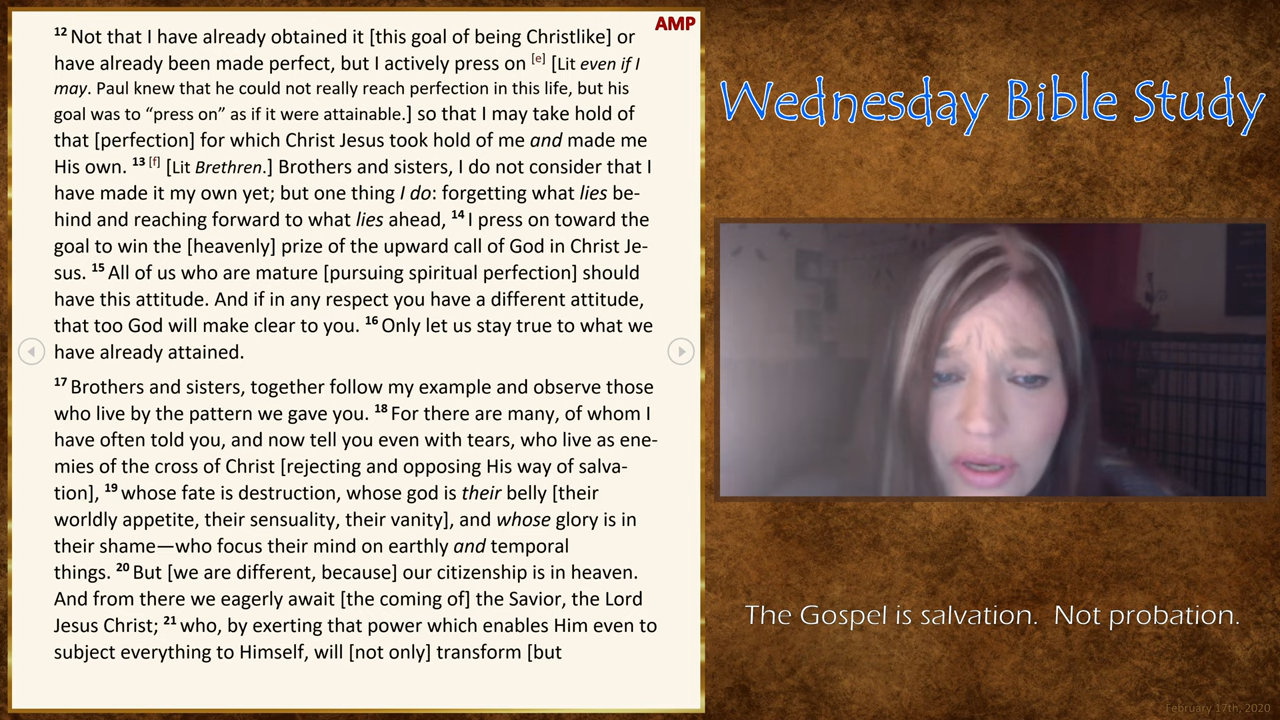 AMP
12 Not that I have already obtained it [this goal of being Christlike] or
have already been made perfect, but I actively press on [e] [Lit even if I
may. Paul knew that he could not really reach perfection in this life, but his
goal was to “press on” as if it were attainable.] so that I may take hold of
that [perfection] for which Christ Jesus took hold of me and made me
His own. 13 [f] [Lit Brethren.] Brothers and sisters, I do not consider that I
have made it my own yet; but one thing I do: forgetting what lies be-
hind and reaching forward to what lies ahead, 14 I press on toward the
goal to win the [heavenly] prize of the upward call of God in Christ Je-
sus. 15 All of us who are mature [pursuing spiritual perfection] should
have this attitude. And if in any respect you have a different attitude,
that too God will make clear to you. 16 Only let us stay true to what we
have already attained.
17 Brothers and sisters, together follow my example and observe those
who live by the pattern we gave you. 18 For there are many, of whom I
have often told you, and now tell you even with tears, who live as ene-
mies of the cross of Christ [rejecting and opposing His way of salva-
tion], 19 whose fate is destruction, whose god is their belly [their
worldly appetite, their sensuality, their vanity], and whose glory is in
their shame—who focus their mind on earthly and temporal
things. 20 But [we are different, because] our citizenship is in heaven.
And from there we eagerly await [the coming of] the Savior, the Lord
Jesus Christ; 21 who, by exerting that power which enables Him even to
subject everything to Himself, will [not only] transform [but
Wednesday Bible Study
The Gospel is salvation. Not probation.
February 17th, 2020